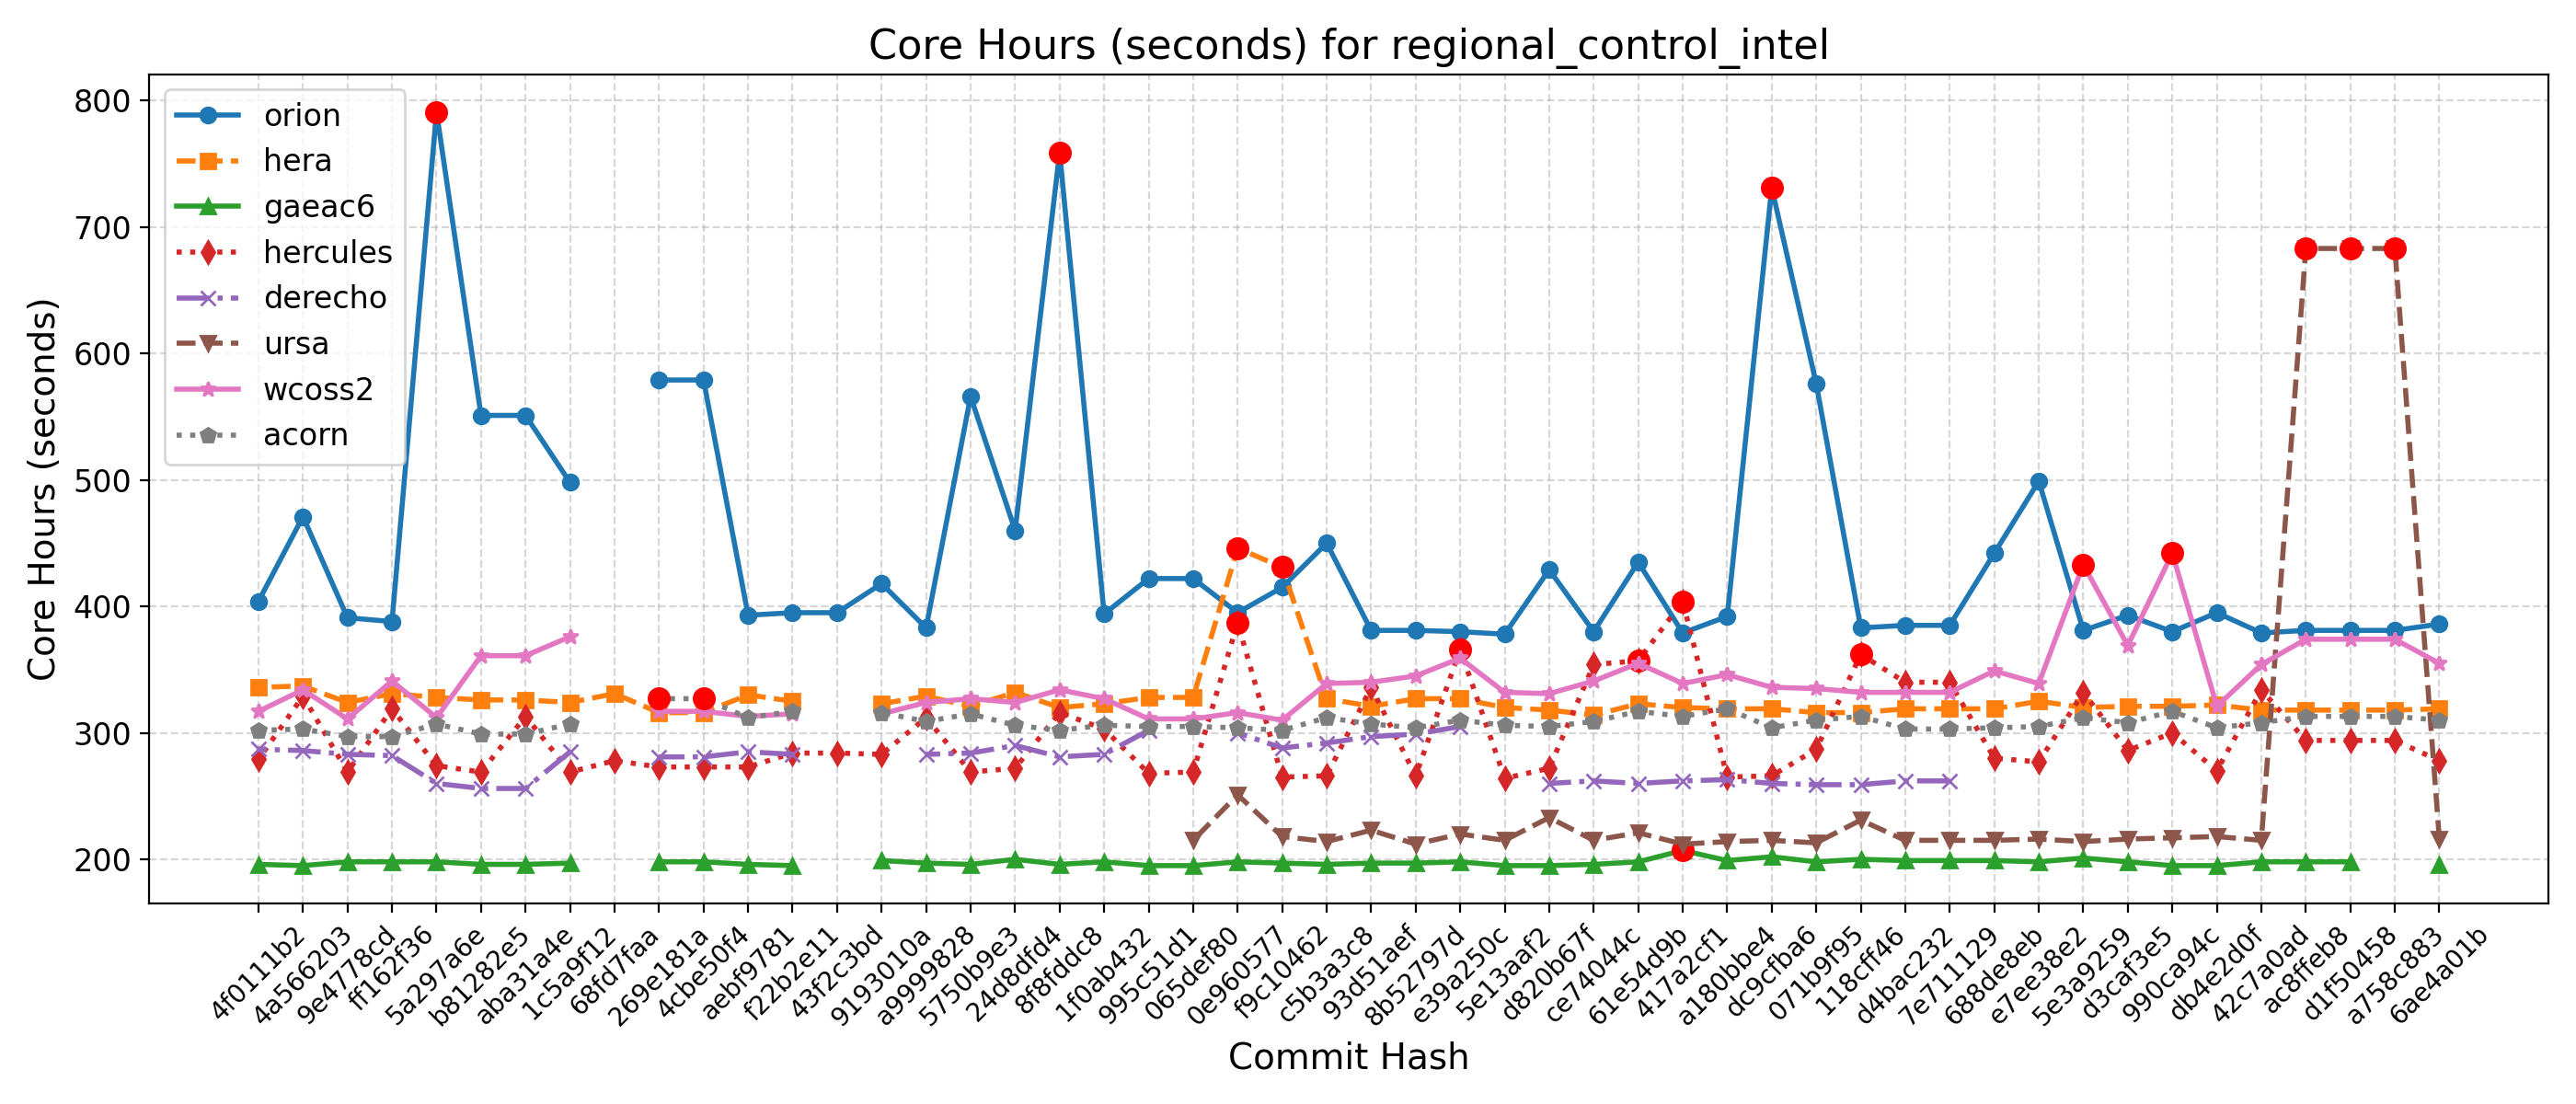 Core Hours (seconds) for regional_control_intel
Core Hours (seconds)
800
700
600
500
400
300
200
orion
hera
gaeac6
hercules
derecho
ursa
wcoss2
acorn
4f0111b2
4a566203
9e4778cd
ff162f36
5a297a6e
b81282e5
aba31a4e
1c5a9f12
68fd7faa
269e181a
4cbe50f4
aebf9781
f22b2e11
43f2c3bd
9193010a
a9999828
5750b9e3
24d8dfd4
8f8fddc8
1f0ab432
995c51d1
065def80
0e960577
f9c10462
c5b3a3c8
93d51aef
8b52797d
e39a250c
5e13aaf2
d820b67f
ce74044c
61e54d9b
417a2cf1
a180bbe4
dc9cfba6
071b9f95
118cff46
d4bac232
7e711129
688de8eb
e7ee38e2
5e3a9259
d3caf3e5
990ca94c
db4e2d0f
42c7a0ad
ac8ffeb8
d1f50458
a758c883
6ae4a01b
Commit Hash